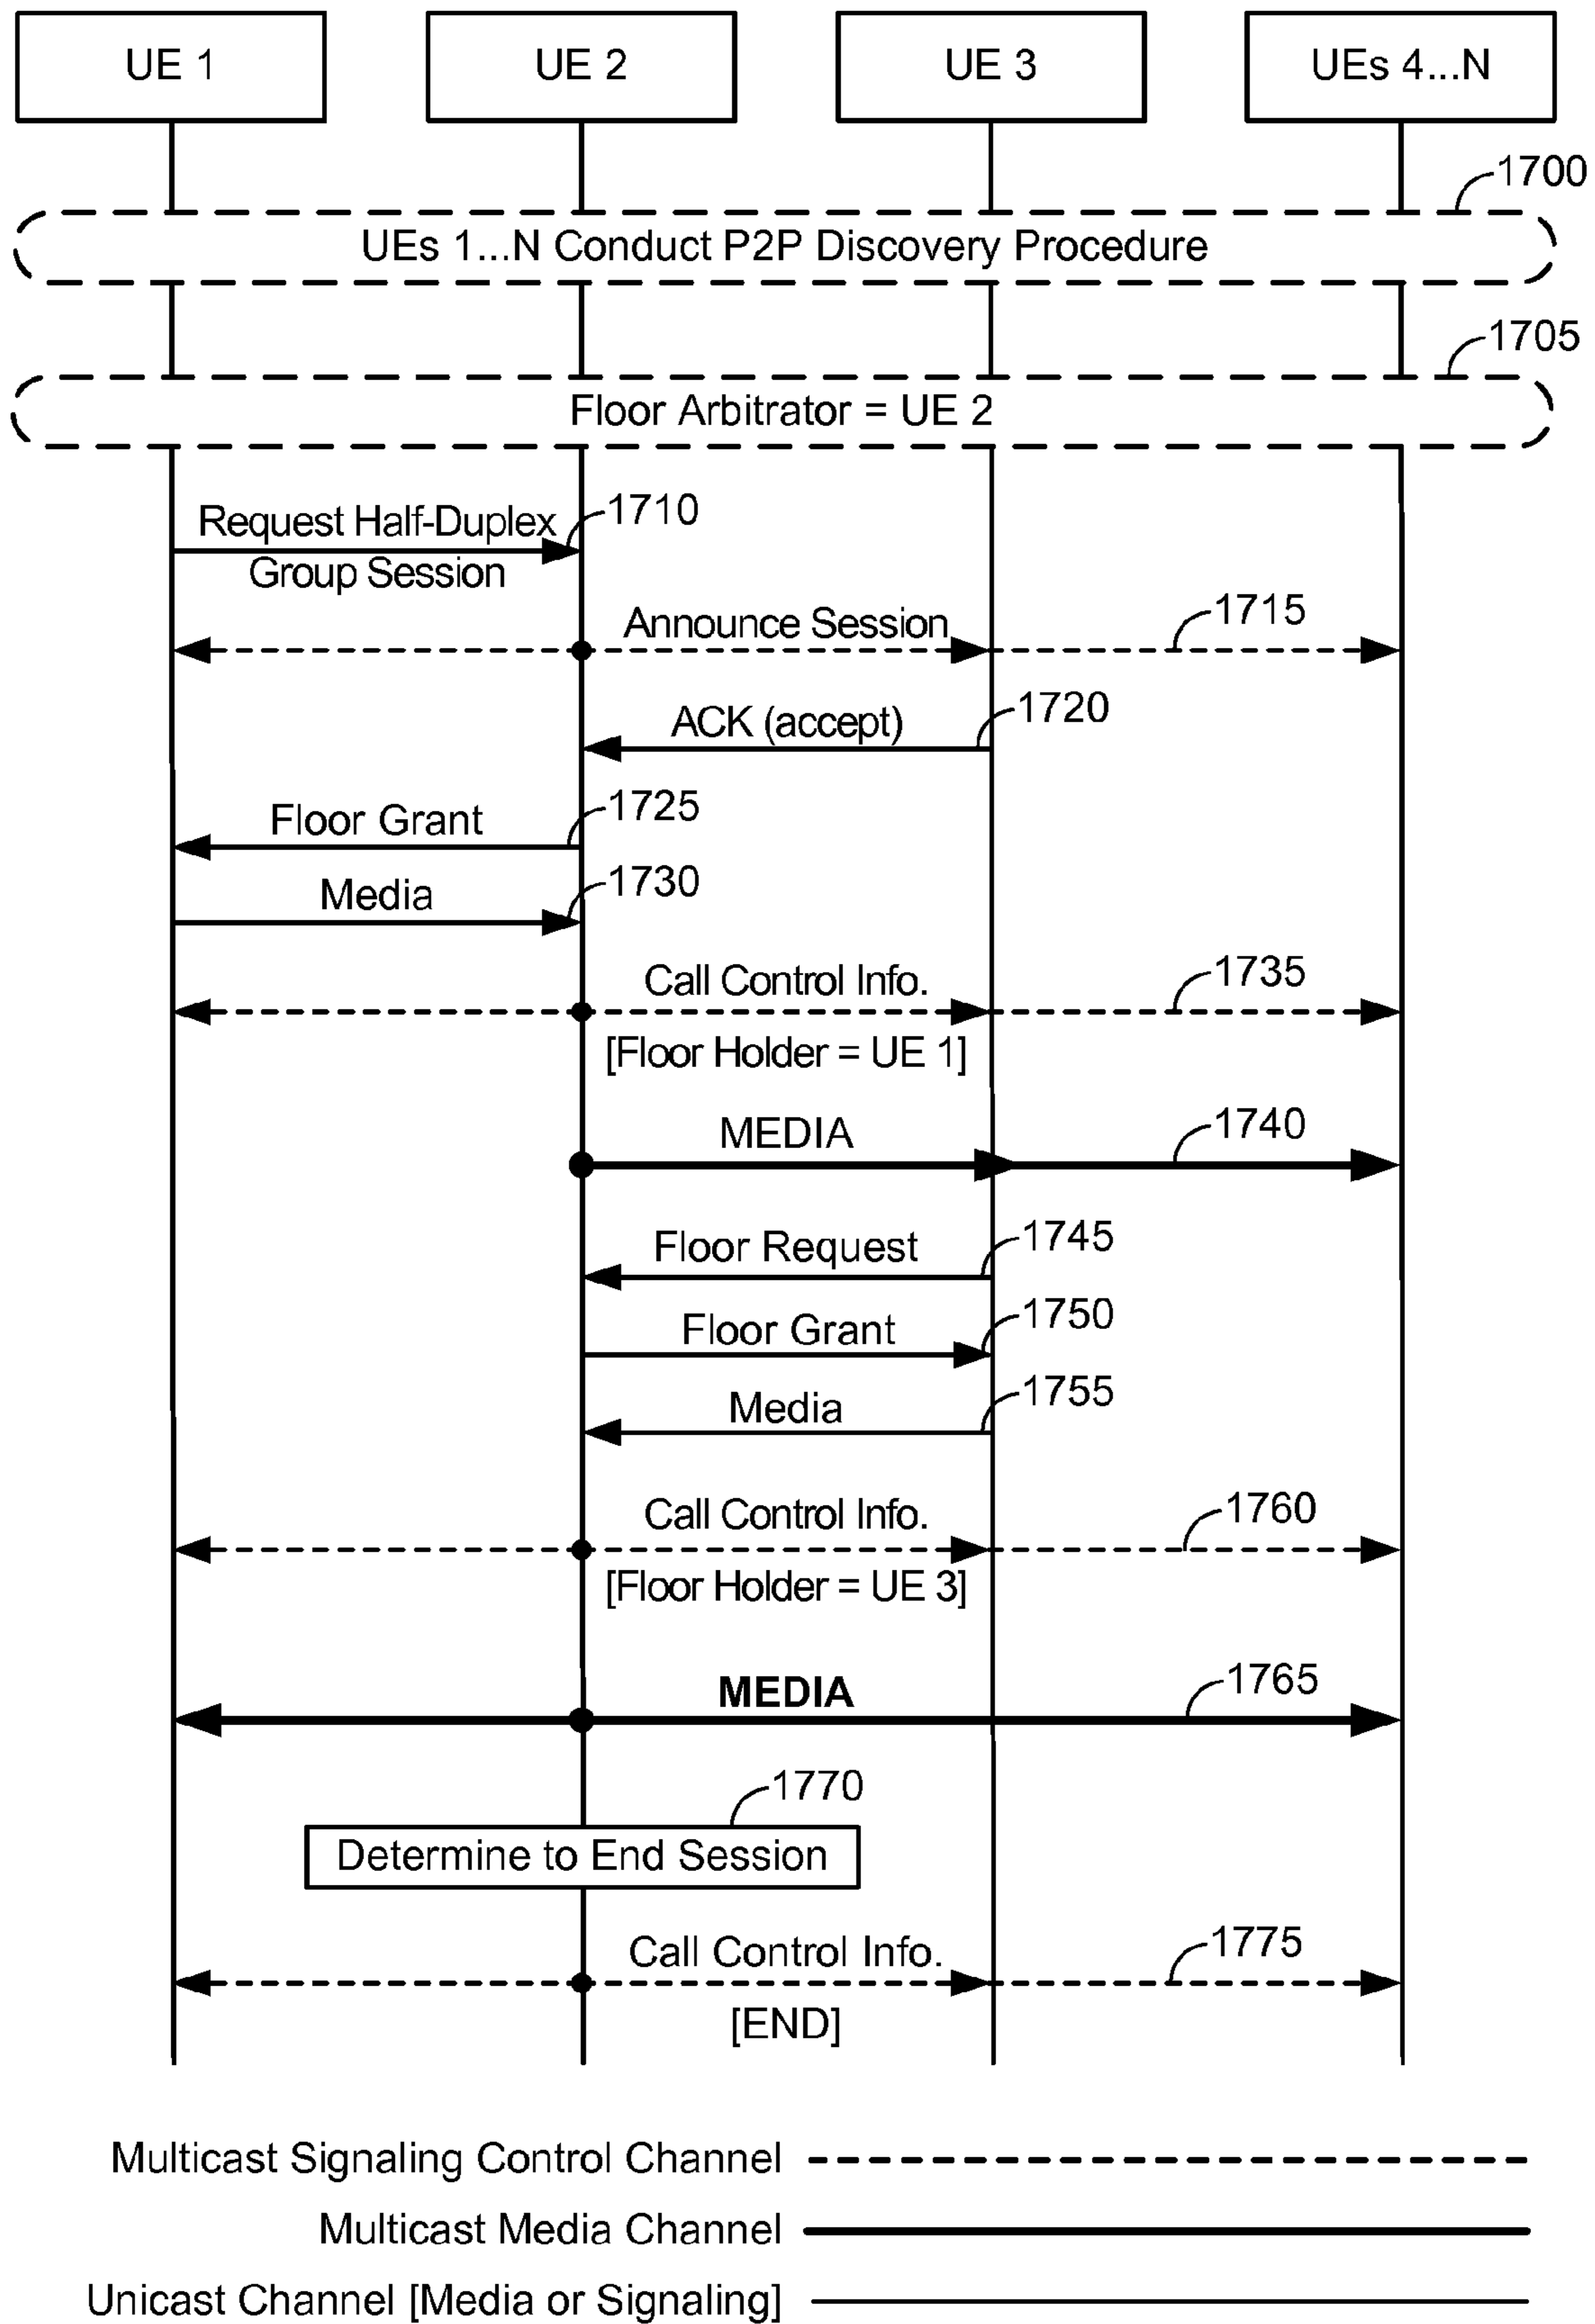 UE 1
UE 2
UE 3
UEs 4...N
1700
UEs 1...N Conduct P2P Discovery Procedure
1705
Floor Arbitrator = UE 2
Request Half-Duplex
Group Session
1710
Announce Session
1715
ACK (accept)
1720
Floor Grant
1725
Media
1730
Call Control Info.
1735
[Floor Holder = UE 1]
MEDIA
1740
Floor Request
1745
Floor Grant
1750
Media
1755
Call Control Info.
1760
[Floor Holder = UE 3]
MEDIA
1765
1770
Determine to End Session
Call Control Info.
1775
[END]
Multicast Signaling Control Channel
Multicast Media Channel
Unicast Channel [Media or Signaling]